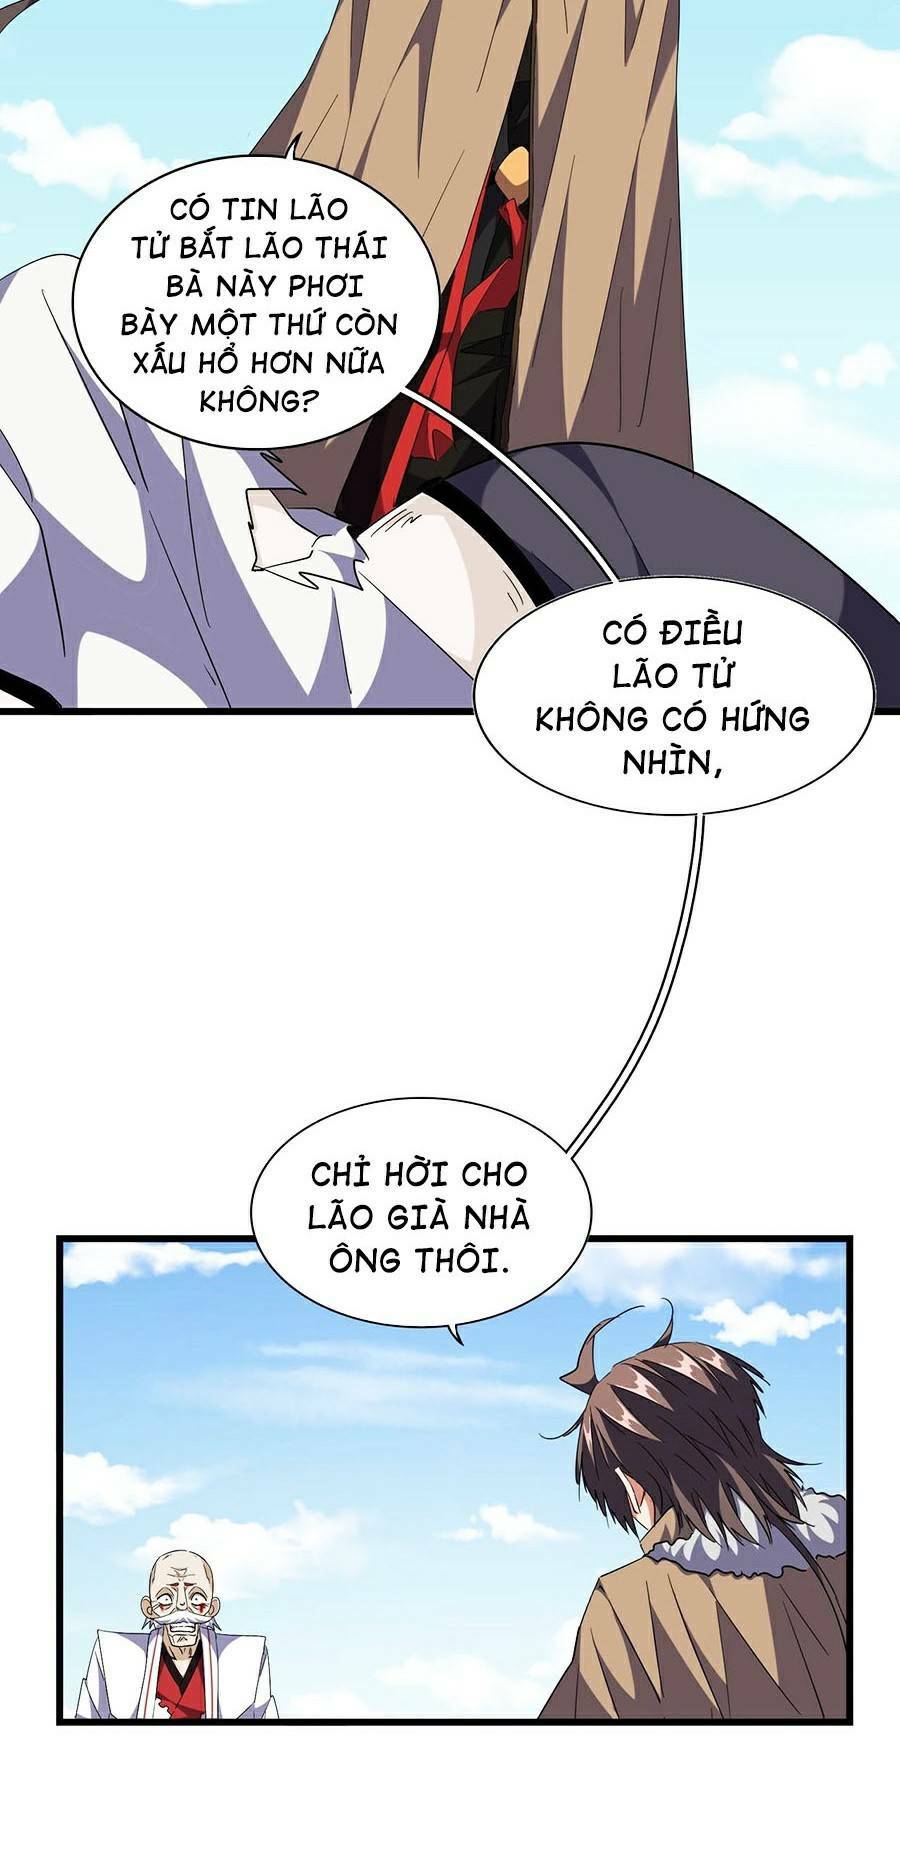 CÓ TIN LÃO
TỬ BẮT LÃO THÁI
BÀ NÀY PHƠI
BÀY MỘT THỨ CÒN
XẤU HỔ HƠN NỮA
KHÔNG?
CÓ ĐIỀU
LÃO TỬ
KHÔNG CÓ HỨNG
NHÌN,
CHỈ HỜI CHO
LÃO GIÀ NHÀ
ÔNG THÔI.